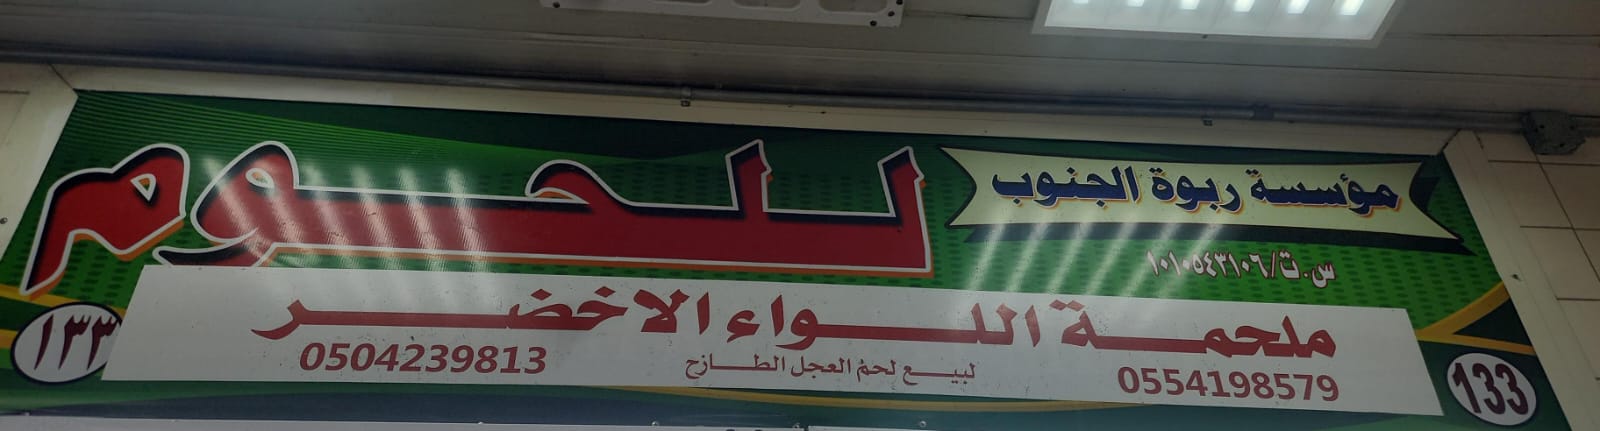 مؤسسة ربوة الجنوب
للحوم
س.ت/١٠١٠٥٤٣١٠٦
ملحمة اللواء الاخضر
0554198579 لبيع لحم العجل الطازج 0504239813
133
١٣٣